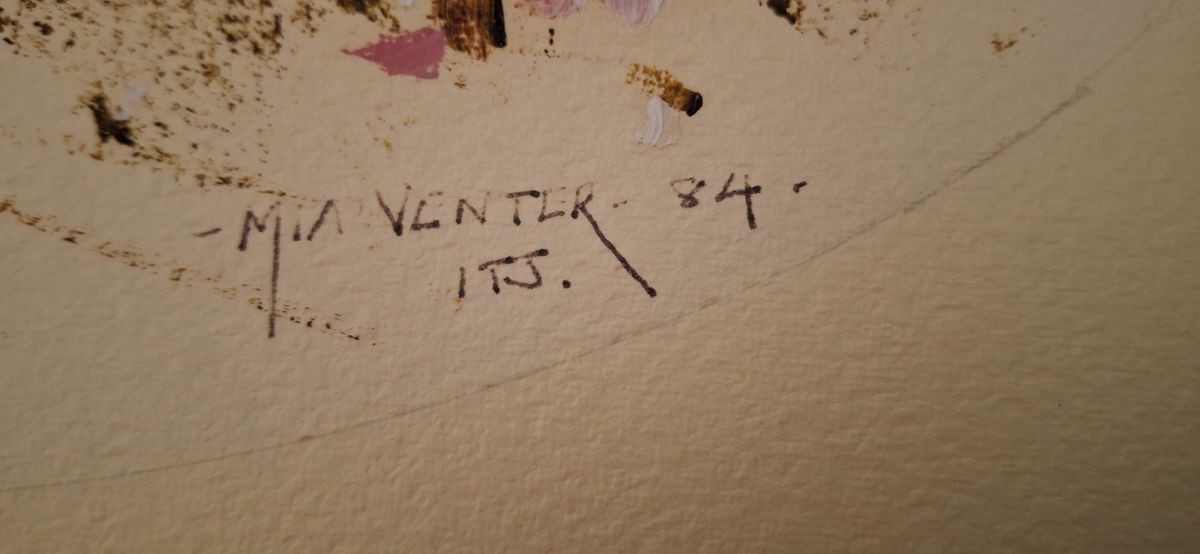 - MIA VENTER - 84 .
ITJ.